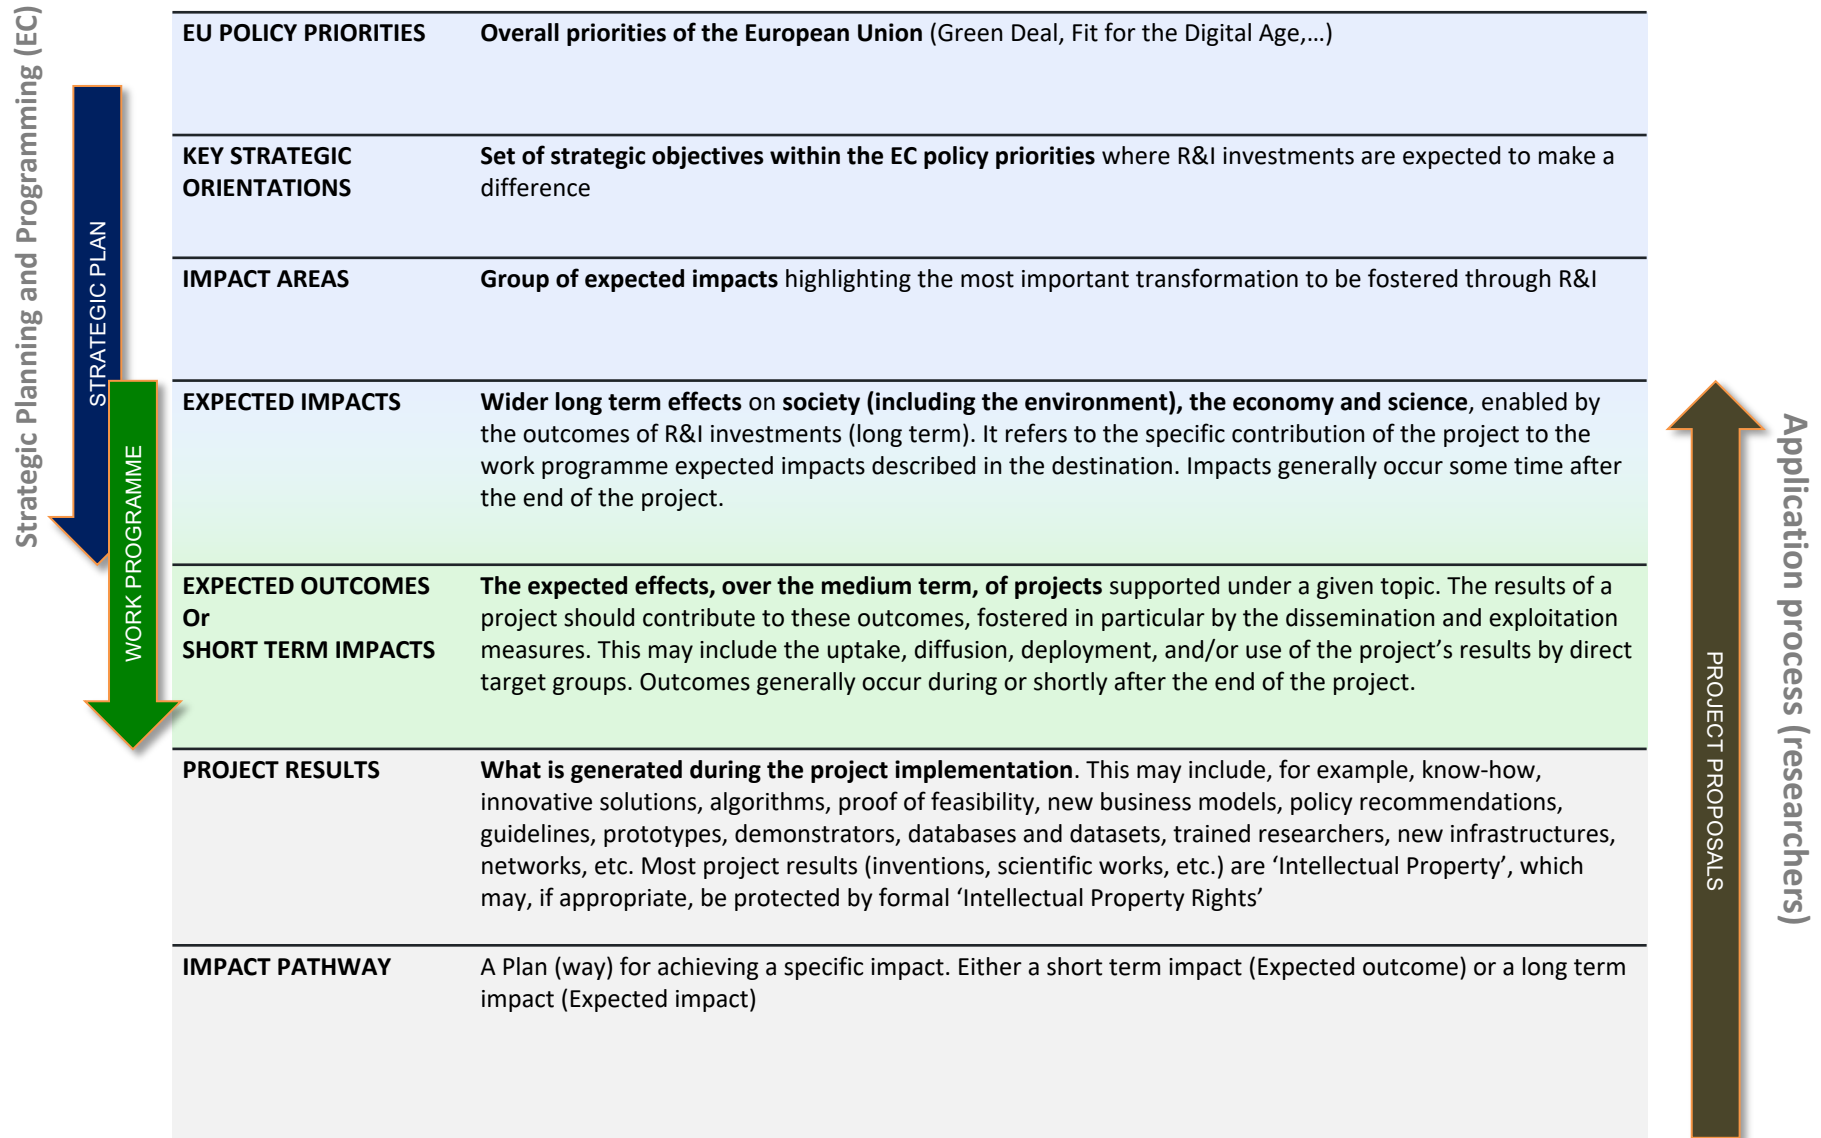 Strategic Planning and Programming (EC)
STRATEGIC PLAN
WORK PROGRAMME
EU POLICY PRIORITIES
Overall priorities of the European Union (Green Deal, Fit for the Digital Age,...)
KEY STRATEGIC
ORIENTATIONS
Set of strategic objectives within the EC policy priorities where R&I investments are expected to make a
difference
IMPACT AREAS
Group of expected impacts highlighting the most important transformation to be fostered through R&I
EXPECTED IMPACTS
Wider long term effects on society (including the environment), the economy and science, enabled by
the outcomes of R&I investments (long term). It refers to the specific contribution of the project to the
work programme expected impacts described in the destination. Impacts generally occur some time after
the end of the project.
EXPECTED OUTCOMES
Or
SHORT TERM IMPACTS
The expected effects, over the medium term, of projects supported under a given topic. The results of a
project should contribute to these outcomes, fostered in particular by the dissemination and exploitation
measures. This may include the uptake, diffusion, deployment, and/or use of the project’s results by direct
target groups. Outcomes generally occur during or shortly after the end of the project.
PROJECT RESULTS
What is generated during the project implementation. This may include, for example, know-how,
innovative solutions, algorithms, proof of feasibility, new business models, policy recommendations,
guidelines, prototypes, demonstrators, databases and datasets, trained researchers, new infrastructures,
networks, etc. Most project results (inventions, scientific works, etc.) are ‘Intellectual Property’, which
may, if appropriate, be protected by formal ‘Intellectual Property Rights’
IMPACT PATHWAY
A Plan (way) for achieving a specific impact. Either a short term impact (Expected outcome) or a long term
impact (Expected impact)
PROJECT PROPOSALS
Application process (researchers)